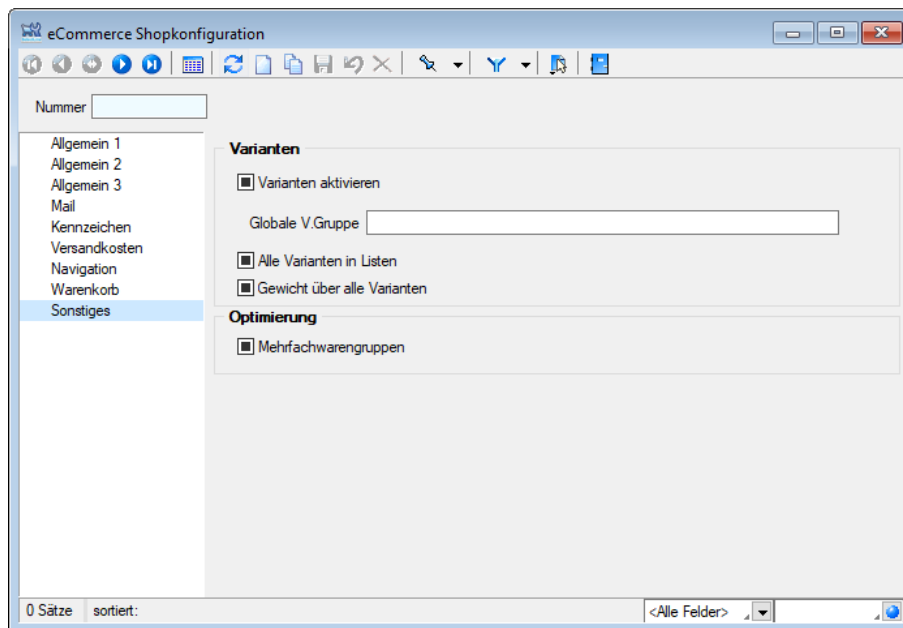 eCommerce Shopkonfiguration
Nummer
Allgemein 1
Allgemein 2
Allgemein 3
Mail
Kennzeichen
Versandkosten
Navigation
Warenkorb
Sonstiges
Varianten
Varianten aktivieren
Globale V.Gruppe
Alle Varianten in Listen
Gewicht über alle Varianten
Optimierung
Mehrfachwarengruppen
0 Sätze sortiert: <Alle Felder>